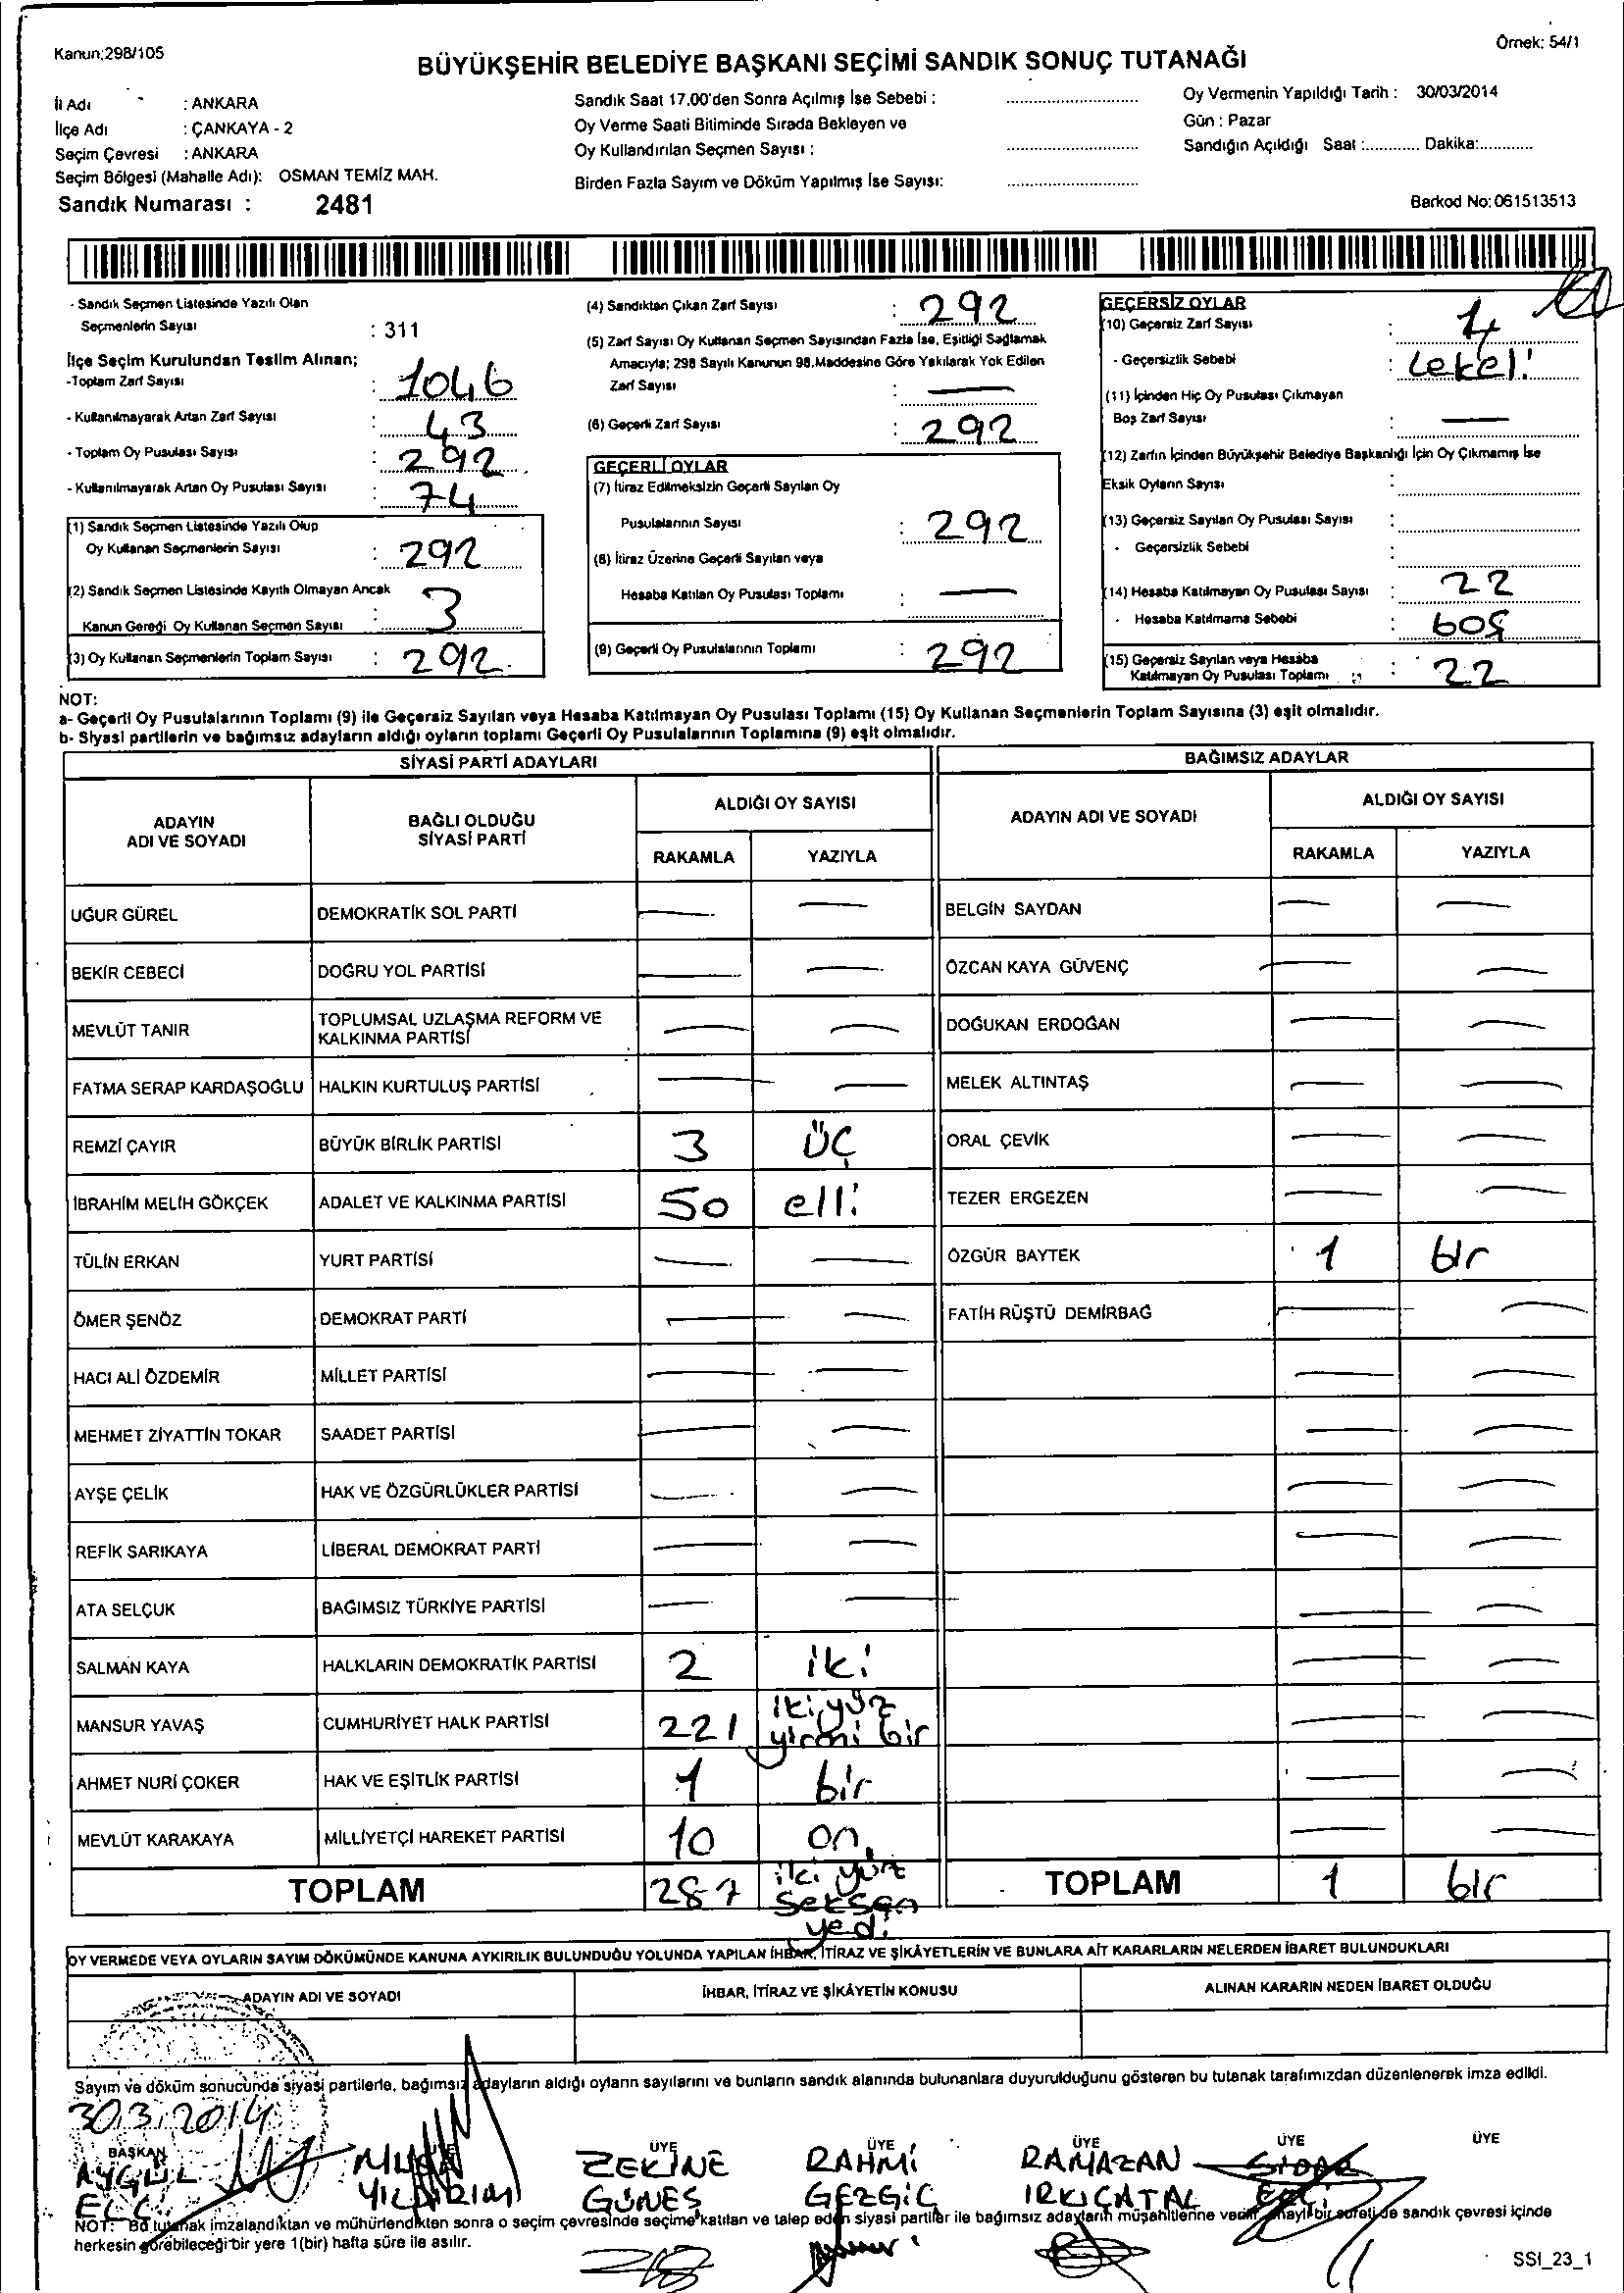 Kanun:298/105
Örnek: 54/1
BÜYÜKŞEHİR BELEDİYE BAŞKANI SEÇİMİ SANDIK SONUÇ TUTANAĞI
İl Adı : ANKARA
İlçe Adı : ÇANKAYA - 2
Seçim Çevresi : ANKARA
Seçim Bölgesi (Mahalle Adı): OSMAN TEMİZ MAH.
Sandık Numarası : 2481
Sandık Saat 17.00'den Sonra Açılmış İse Sebebi :
Oy Verme Saati Bitiminde Sırada Bekleyen ve
Oy Kullandırılan Seçmen Sayısı :
Birden Fazla Sayım ve Döküm Yapılmış İse Sayısı:
Oy Vermenin Yapıldığı Tarih : 30/03/2014
Gün : Pazar
Sandığın Açıldığı Saat :............ Dakika:............
Barkod No:061513513
- Sandık Seçmen Listesinde Yazılı Olan
Seçmenlerin Sayısı : 311
İlçe Seçim Kurulundan Teslim Alınan;
-Toplam Zarf Sayısı : 1046
- Kullanılmayarak Artan Zarf Sayısı : 43
- Toplam Oy Pusulası Sayısı : 292
- Kullanılmayarak Artan Oy Pusulası Sayısı : 74
(1) Sandık Seçmen Listesinde Yazılı Olup
Oy Kullanan Seçmenlerin Sayısı : 292
(2) Sandık Seçmen Listesinde Kayıtlı Olmayan Ancak
Kanun Gereği Oy Kullanan Seçmen Sayısı : 3
(3) Oy Kullanan Seçmenlerin Toplam Sayısı : 292
(4) Sandıktan Çıkan Zarf Sayısı : 292
(5) Zarf Sayısı Oy Kullanan Seçmen Sayısından Fazla İse, Eşitliği Sağlamak
Amacıyla; 298 Sayılı Kanunun 98.Maddesine Göre Yakılarak Yok Edilen
Zarf Sayısı : —
(6) Geçerli Zarf Sayısı : 292
GEÇERLİ OYLAR
(7) İtiraz Edilmeksizin Geçerli Sayılan Oy
Pusulalarının Sayısı : 292
(8) İtiraz Üzerine Geçerli Sayılan veya
Hesaba Katılan Oy Pusulası Toplamı : —
(9) Geçerli Oy Pusulalarının Toplamı : 292
GEÇERSİZ OYLAR
(10) Geçersiz Zarf Sayısı : 4
- Geçersizlik Sebebi : Lekeli
(11) İçinden Hiç Oy Pusulası Çıkmayan
Boş Zarf Sayısı : —
(12) Zarfın İçinden Büyükşehir Belediye Başkanlığı İçin Oy Çıkmamış İse
Eksik Oyların Sayısı :
(13) Geçersiz Sayılan Oy Pusulası Sayısı :
- Geçersizlik Sebebi :
(14) Hesaba Katılmayan Oy Pusulası Sayısı : 22
- Hesaba Katılmama Sebebi : boş
(15) Geçersiz Sayılan veya Hesaba
Katılmayan Oy Pusulası Toplamı : 22
NOT:
a- Geçerli Oy Pusulalarının Toplamı (9) ile Geçersiz Sayılan veya Hesaba Katılmayan Oy Pusulası Toplamı (15) Oy Kullanan Seçmenlerin Toplam Sayısına (3) eşit olmalıdır.
b- Siyasi partilerin ve bağımsız adayların aldığı oyların toplamı Geçerli Oy Pusulalarının Toplamına (9) eşit olmalıdır.
SİYASİ PARTİ ADAYLARI
ADAYIN ADI VE SOYADI
BAĞLI OLDUĞU SİYASİ PARTİ
ALDIĞI OY SAYISI
RAKAMLA YAZIYLA
UĞUR GÜREL DEMOKRATİK SOL PARTİ — —
BEKİR CEBECİ DOĞRU YOL PARTİSİ — —
MEVLÜT TANIR TOPLUMSAL UZLAŞMA REFORM VE KALKINMA PARTİSİ — —
FATMA SERAP KARDAŞOĞLU HALKIN KURTULUŞ PARTİSİ — —
REMZİ ÇAYIR BÜYÜK BİRLİK PARTİSİ 3 ÜÇ
İBRAHİM MELİH GÖKÇEK ADALET VE KALKINMA PARTİSİ 50 elli
TÜLİN ERKAN YURT PARTİSİ — —
ÖMER ŞENÖZ DEMOKRAT PARTİ — —
HACI ALİ ÖZDEMİR MİLLET PARTİSİ — —
MEHMET ZİYATTİN TOKAR SAADET PARTİSİ — —
AYŞE ÇELİK HAK VE ÖZGÜRLÜKLER PARTİSİ — —
REFİK SARIKAYA LİBERAL DEMOKRAT PARTİ — —
ATA SELÇUK BAĞIMSIZ TÜRKİYE PARTİSİ — —
SALMAN KAYA HALKLARIN DEMOKRATİK PARTİSİ 2 iki
MANSUR YAVAŞ CUMHURİYET HALK PARTİSİ 221 ikiyüz yirmi bir
AHMET NURİ ÇOKER HAK VE EŞİTLİK PARTİSİ 1 bir
MEVLÜT KARAKAYA MİLLİYETÇİ HAREKET PARTİSİ 10 on
TOPLAM 287 iki yüz seksen yedi
BAĞIMSIZ ADAYLAR
ADAYIN ADI VE SOYADI
ALDIĞI OY SAYISI
RAKAMLA YAZIYLA
BELGİN SAYDAN — —
ÖZCAN KAYA GÜVENÇ — —
DOĞUKAN ERDOĞAN — —
MELEK ALTINTAŞ — —
ORAL ÇEVİK — —
TEZER ERGEZEN — —
ÖZGÜR BAYTEK 1 bir
FATİH RÜŞTÜ DEMİRBAĞ — —
TOPLAM 1 bir
OY VERMEDE VEYA OYLARIN SAYIM DÖKÜMÜNDE KANUNA AYKIRILIK BULUNDUĞU YOLUNDA YAPILAN İHBAR, İTİRAZ VE ŞİKÂYETLERİN VE BUNLARA AİT KARARLARIN NELERDEN İBARET BULUNDUKLARI
ADAYIN ADI VE SOYADI
İHBAR, İTİRAZ VE ŞİKÂYETİN KONUSU
ALINAN KARARIN NEDEN İBARET OLDUĞU
Sayım ve döküm sonucunda siyasi partilerle, bağımsız adayların aldığı oyların sayılarını ve bunların sandık alanında bulunanlara duyurulduğunu gösteren bu tutanak tarafımızdan düzenlenerek imza edildi.
30.3.2014
BAŞKAN ÜYE ÜYE ÜYE ÜYE ÜYE ÜYE
AYGÜL
YILDIRIM
ZEKİNE GÜNEŞ
RAHMİ GEZGİÇ
RAMAZAN IRKIÇATAL
NOT: Bu tutanak imzalandıktan ve mühürlendikten sonra o seçim çevresinde seçime katılan ve talep eden siyasi partiler ile bağımsız adayların müşahitlerine verilir, onaylı bir sureti de sandık çevresi içinde
herkesin görebileceği bir yere 1(bir) hafta süre ile asılır.
SSI_23_1